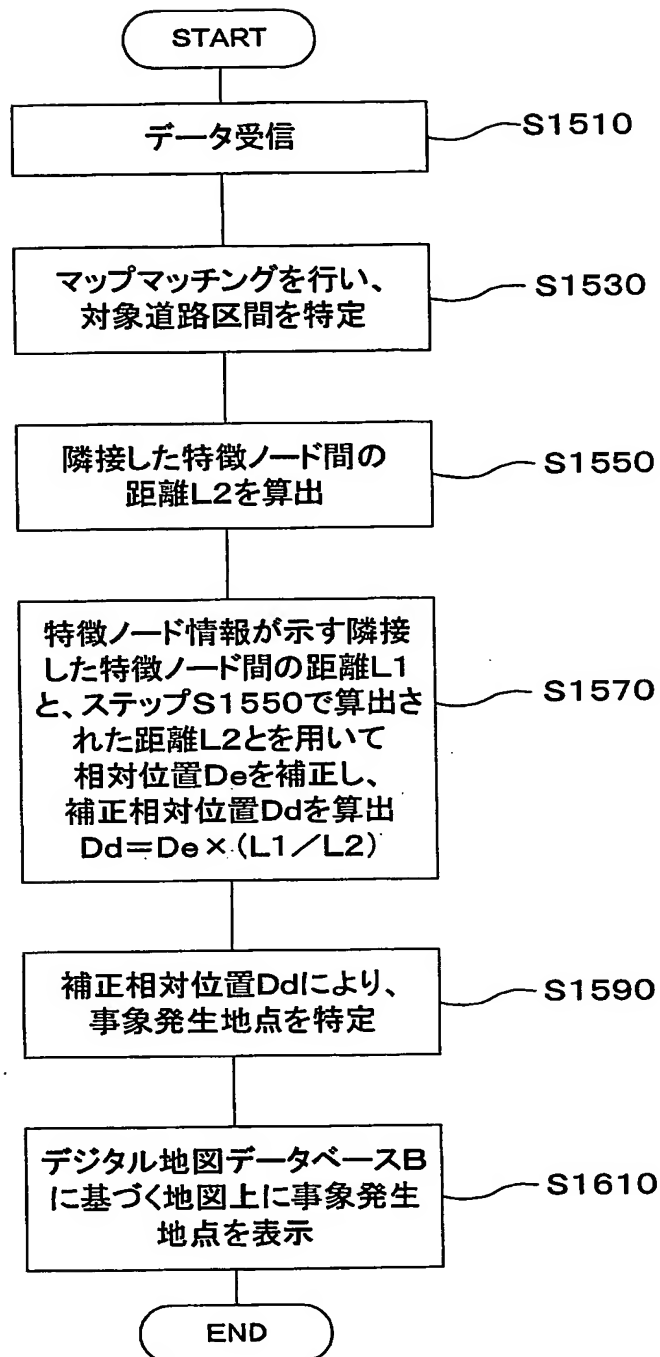 START
データ受信
S1510
マップマッチングを行い、
対象道路区間を特定
S1530
隣接した特徴ノード間の
距離L2を算出
S1550
特徴ノード情報が示す隣接
した特徴ノード間の距離L1
と、ステップS1550で算出さ
れた距離L2とを用いて
相対位置Deを補正し、
補正相対位置Ddを算出
Dd=De×(L1/L2)
S1570
補正相対位置Ddにより、
事象発生地点を特定
S1590
デジタル地図データベースB
に基づく地図上に事象発生
地点を表示
S1610
END